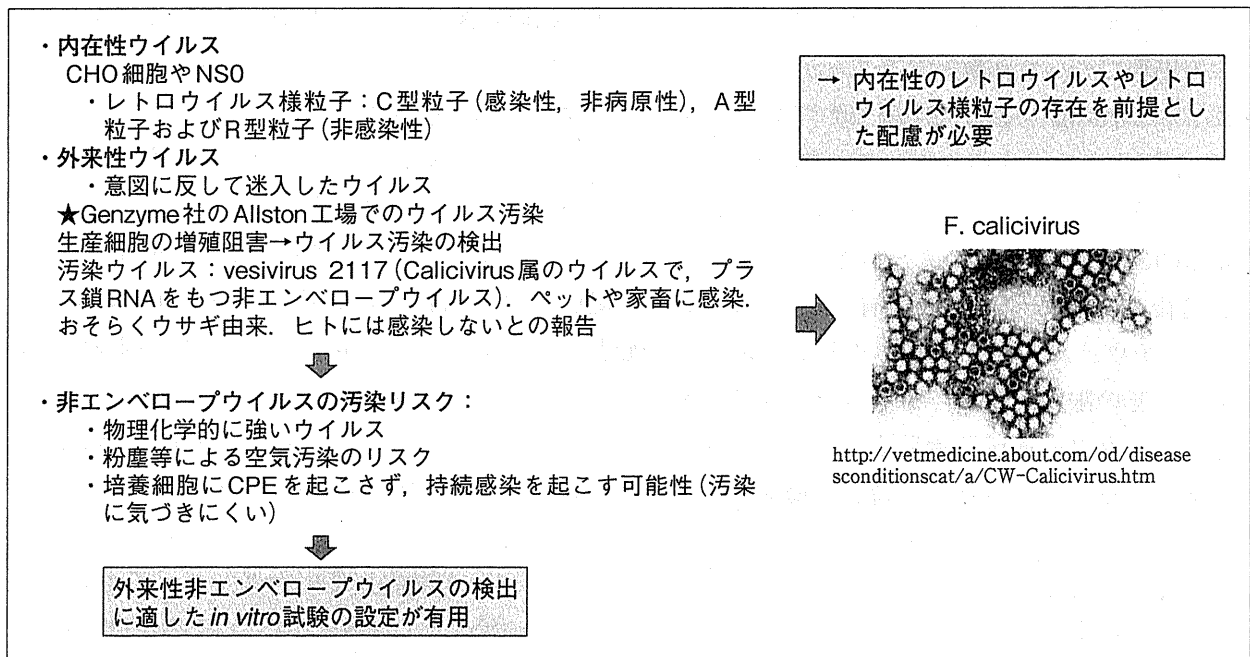 ・内在性ウイルス
CHO細胞やNS0
・レトロウイルス様粒子：C型粒子(感染性，非病原性)，A型
粒子およびR型粒子(非感染性)
・外来性ウイルス
・意図に反して迷入したウイルス
★Genzyme社のAllston工場でのウイルス汚染
生産細胞の増殖阻害→ウイルス汚染の検出
汚染ウイルス：vesivirus 2117(Calicivirus属のウイルスで，プラ
ス鎖RNAをもつ非エンベロープウイルス)．ペットや家畜に感染．
おそらくウサギ由来．ヒトには感染しないとの報告
・非エンベロープウイルスの汚染リスク：
・物理化学的に強いウイルス
・粉塵等による空気汚染のリスク
・培養細胞にCPEを起こさず，持続感染を起こす可能性(汚染
に気づきにくい)
外来性非エンベロープウイルスの検出
に適したin vitro試験の設定が有用
→ 内在性のレトロウイルスやレトロ
ウイルス様粒子の存在を前提とし
た配慮が必要
F. calicivirus
http://vetmedicine.about.com/od/disease
sconditionscat/a/CW-Calicivirus.htm